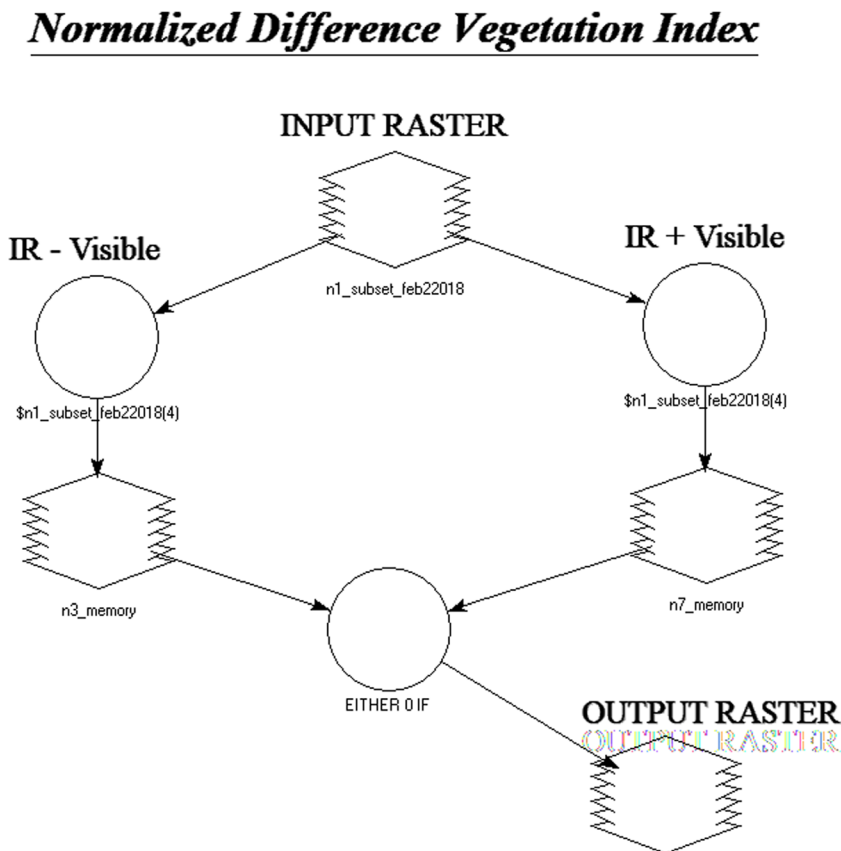 Normalized Difference Vegetation Index
INPUT RASTER
IR - Visible
IR + Visible
n1_subset_feb22018
$n1_subset_feb22018(4)
$n1_subset_feb22018(4)
n3_memory
n7_memory
EITHER 0 IF
OUTPUT RASTER
OUTPUT RASTER